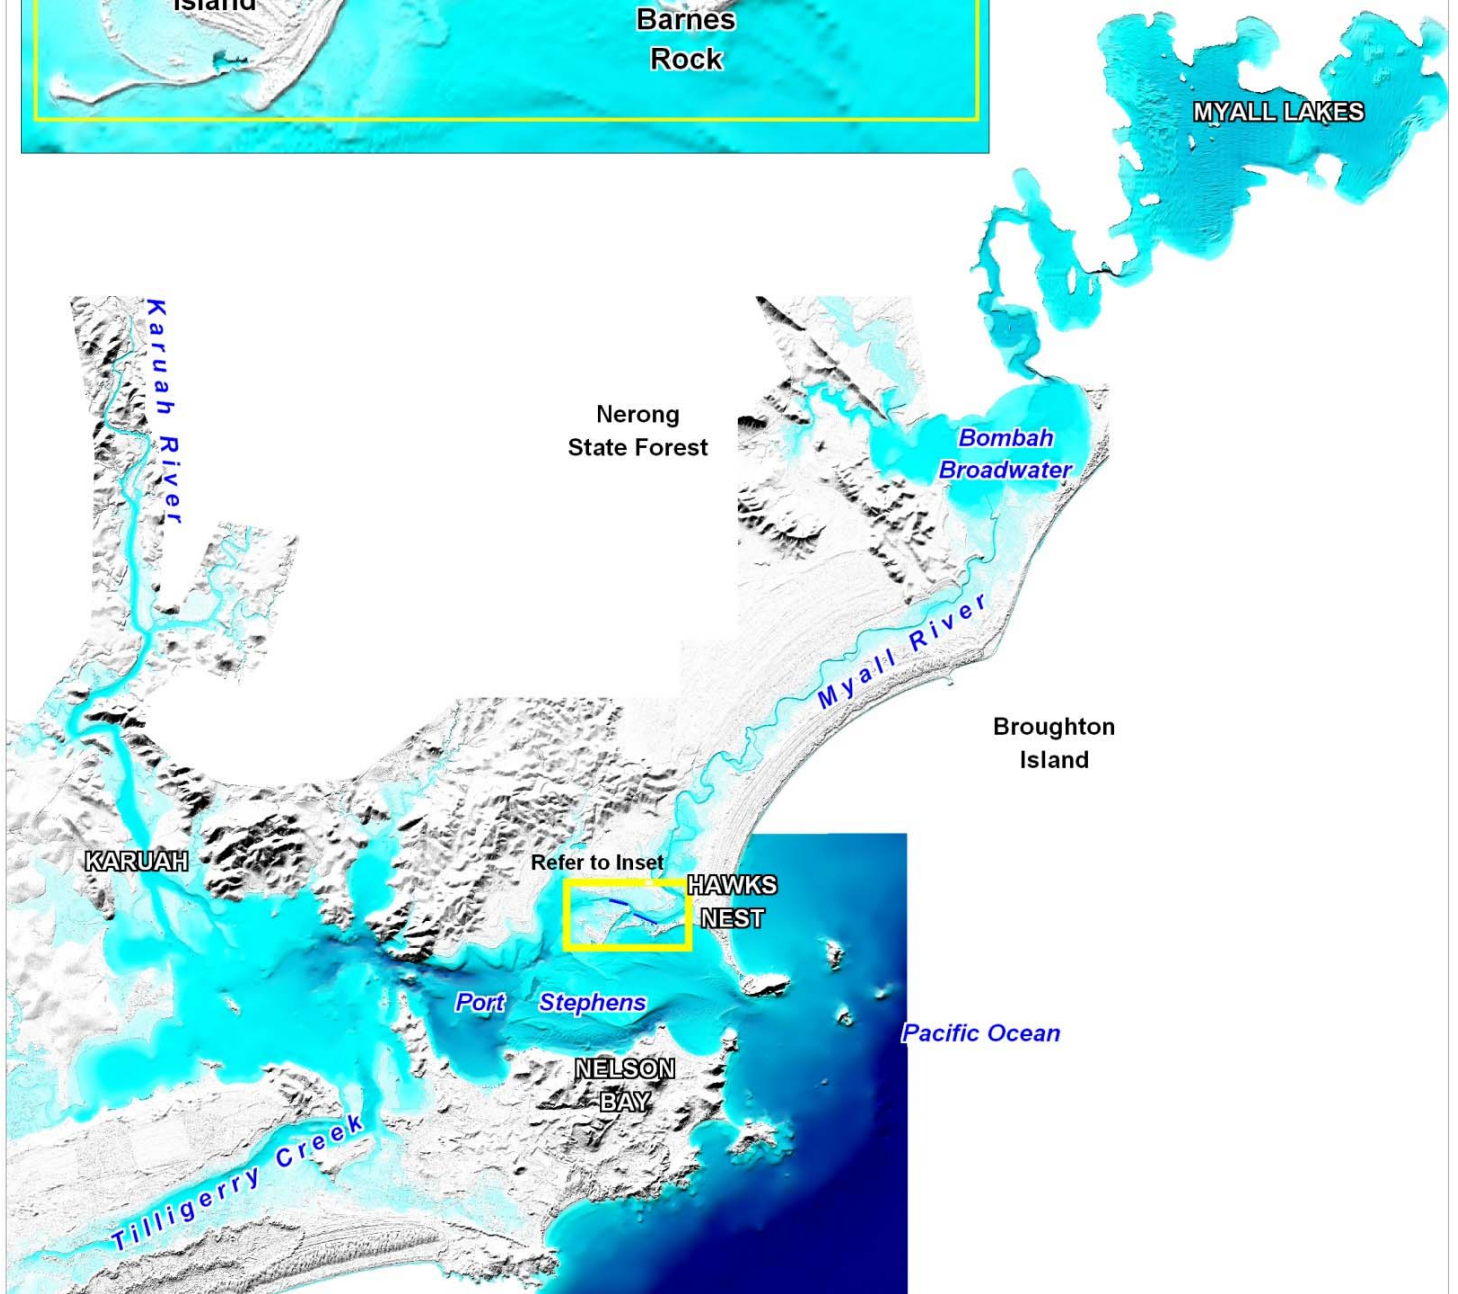 Island
Barnes
Rock
MYALL LAKES
Karuah River
Nerong
State Forest
Bombah
Broadwater
Myall River
Broughton
Island
KARUAH
Refer to Inset
HAWKS
NEST
Port Stephens
Pacific Ocean
NELSON
BAY
Tilligerry Creek